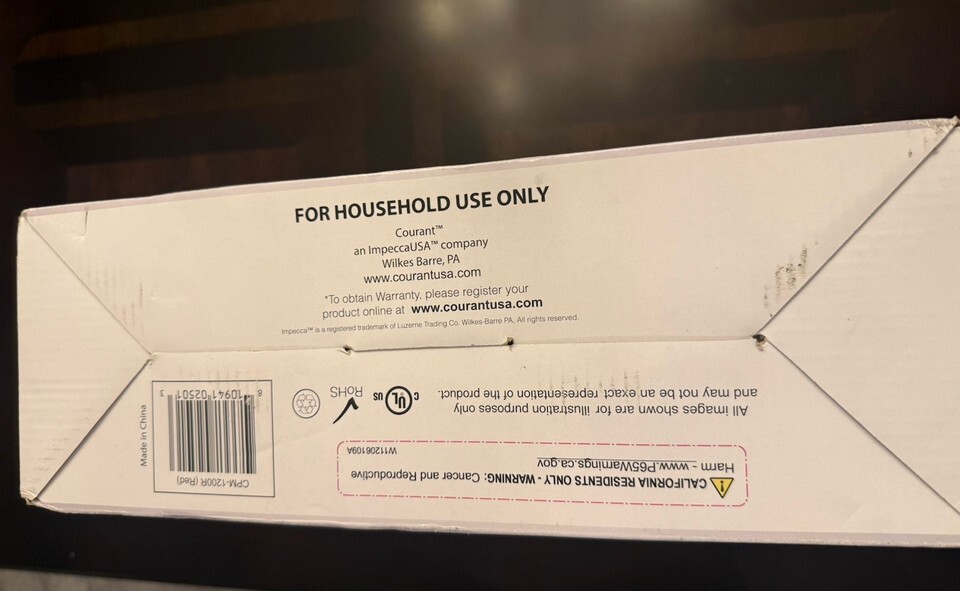 FOR HOUSEHOLD USE ONLY
Courant™
an ImpeccaUSA™ company
Wilkes Barre, PA
www.courantusa.com
*To obtain Warranty, please register your
product online at www.courantusa.com
Impecca™ is a registered trademark of Luzerne Trading Co. Wilkes-Barre PA, All rights reserved.
CALIFORNIA RESIDENTS ONLY - WARNING: Cancer and Reproductive
Harm - www.P65Warnings.ca.gov
W11206109A
All images shown are for illustration purposes only
and may not be an exact representation of the product.
C UL US
RoHS
CPM-1200R (Red)
8 10941 02501 3
Made in China